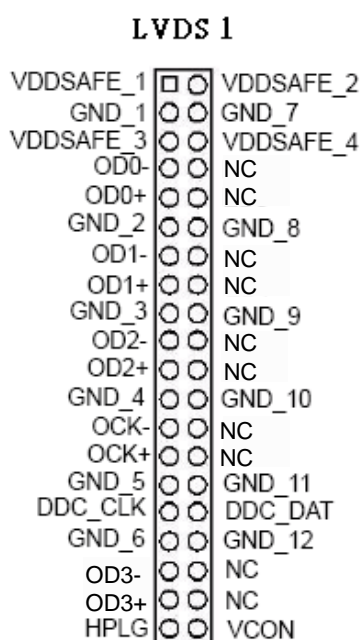 LVDS 1
VDDSAFE_1 VDDSAFE_2
GND_1 GND_7
VDDSAFE_3 VDDSAFE_4
OD0- NC
OD0+ NC
GND_2 GND_8
OD1- NC
OD1+ NC
GND_3 GND_9
OD2- NC
OD2+ NC
GND_4 GND_10
OCK- NC
OCK+ NC
GND_5 GND_11
DDC_CLK DDC_DAT
GND_6 GND_12
OD3- NC
OD3+ NC
HPLG VCON